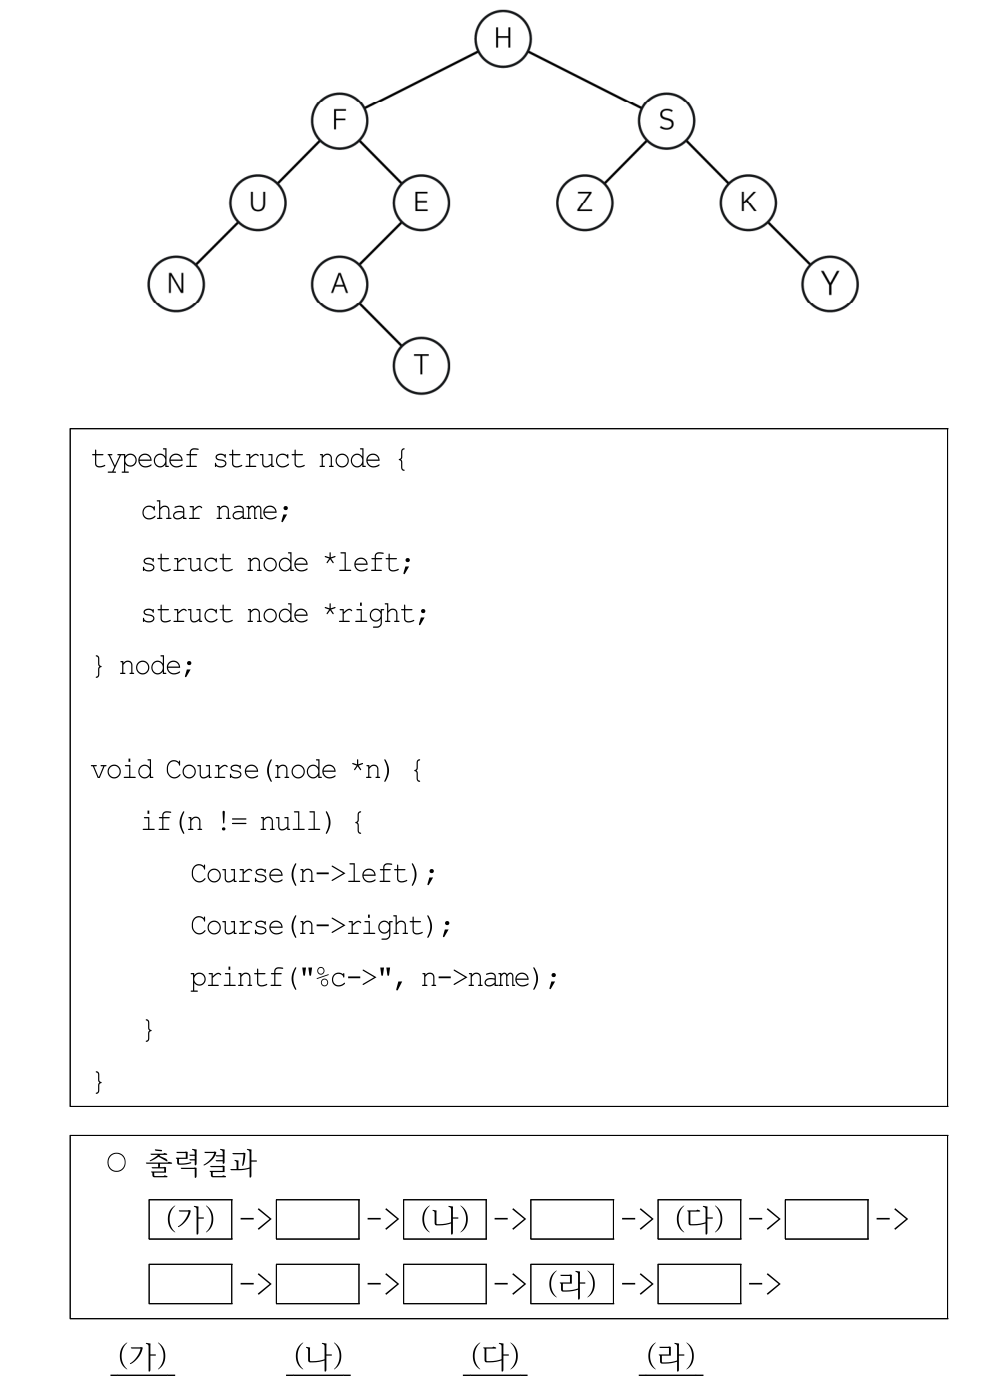 H
F S
U E Z K
N A Y
T
typedef struct node {
char name;
struct node *left;
struct node *right;
} node;
void Course(node *n) {
if(n != null) {
Course(n->left);
Course(n->right);
printf("%c->", n->name);
}
}
○ 출력결과
(가) -> -> (나) -> -> (다) -> ->
-> -> -> (라) -> ->
(가) (나) (다) (라)